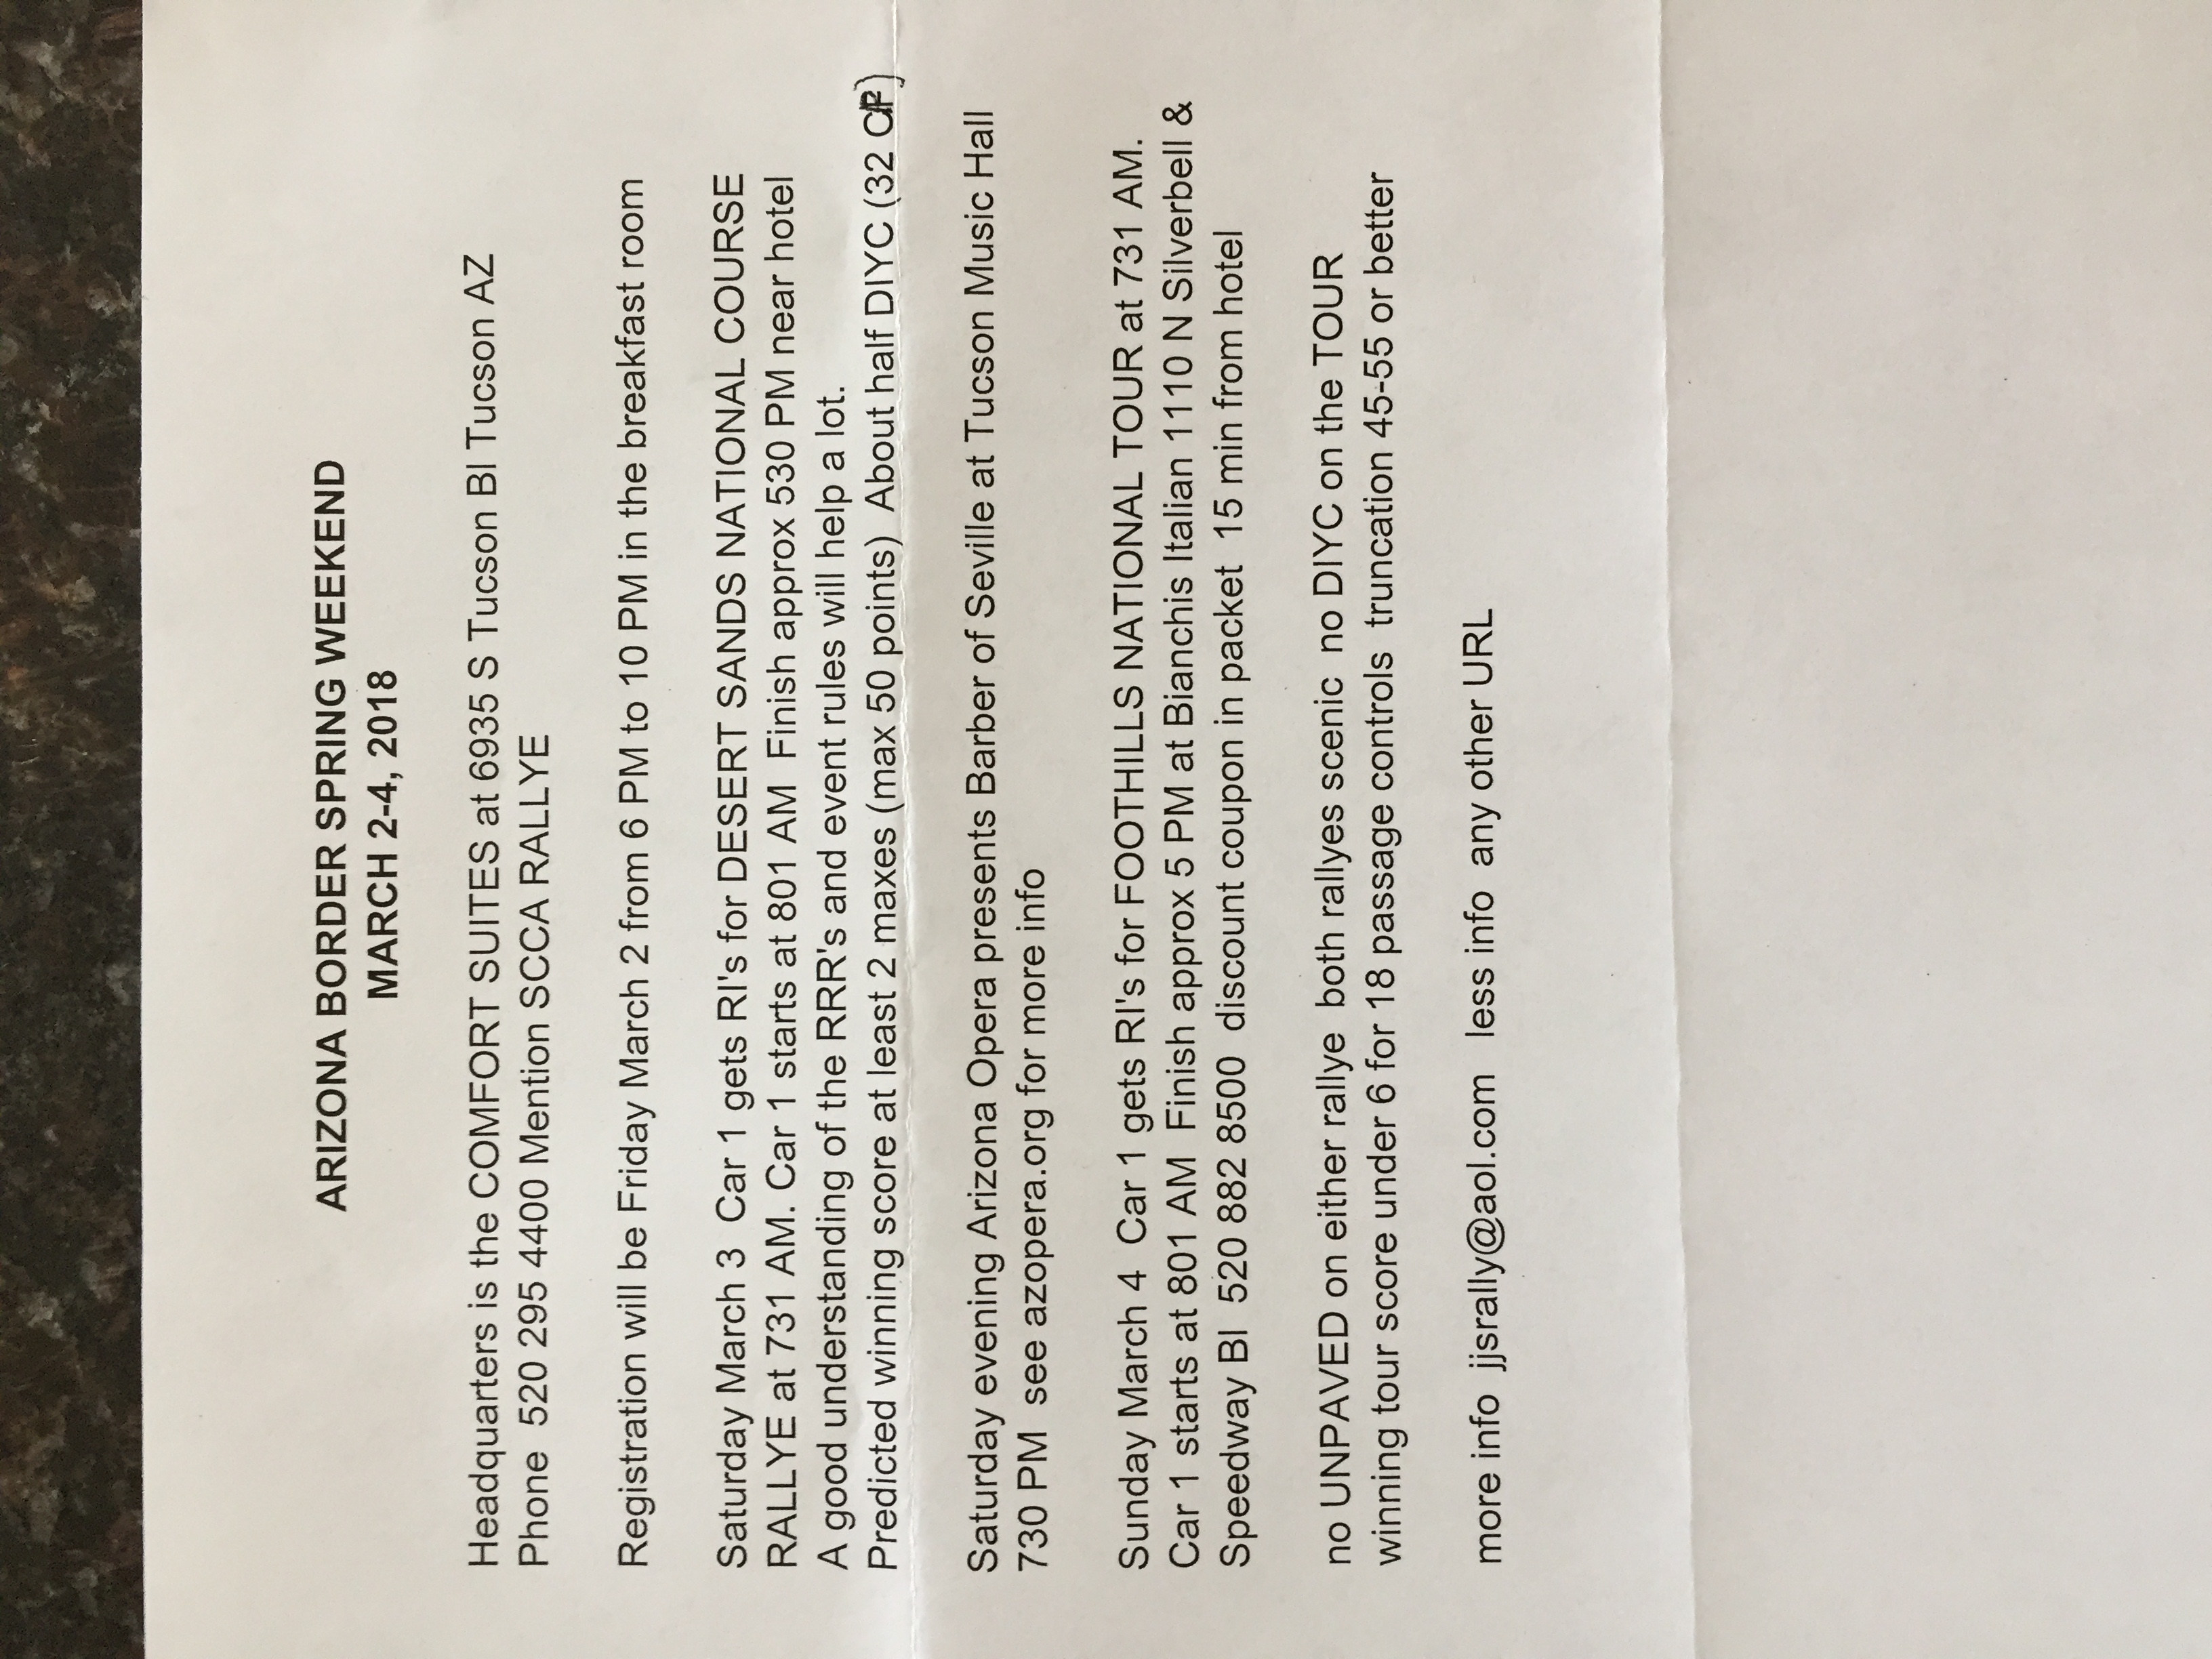 ARIZONA BORDER SPRING WEEKEND
MARCH 2-4, 2018
Headquarters is the COMFORT SUITES at 6935 S Tucson Bl Tucson AZ
Phone 520 295 4400 Mention SCCA RALLYE
Registration will be Friday March 2 from 6 PM to 10 PM in the breakfast room
Saturday March 3 Car 1 gets RI's for DESERT SANDS NATIONAL COURSE
RALLYE at 731 AM. Car 1 starts at 801 AM Finish approx 530 PM near hotel
A good understanding of the RRR's and event rules will help a lot.
Predicted winning score at least 2 maxes (max 50 points) About half DIYC (32
Saturday evening Arizona Opera presents Barber of Seville at Tucson Music Hall
730 PM see azopera.org for more info
Sunday March 4 Car 1 gets RI's for FOOTHILLS NATIONAL TOUR at 731 AM.
Car 1 starts at 801 AM Finish approx 5 PM at Bianchis Italian 1110 N Silverbell &
Speedway Bl 520 882 8500 discount coupon in packet 15 min from hotel
no UNPAVED on either rallye both rallyes scenic no DIYC on the TOUR
winning tour score under 6 for 18 passage controls truncation 45-55 or better
more info jjsrally@aol.com less info any other URL